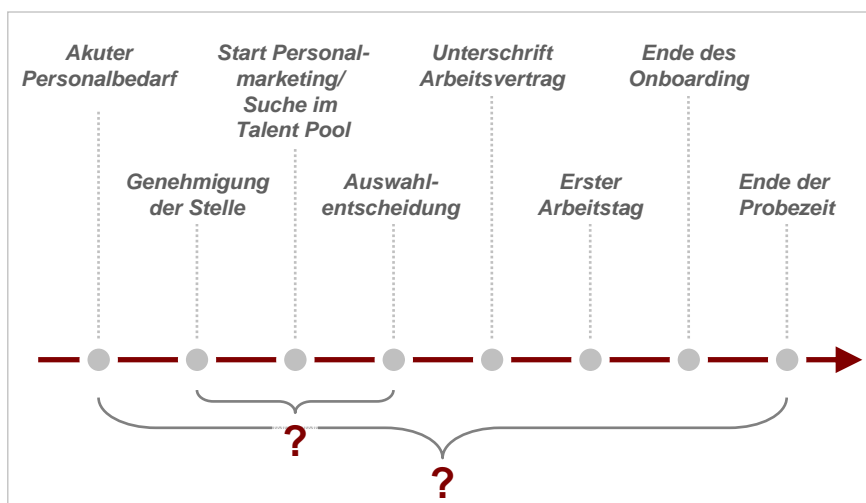 Akuter
Personalbedarf
Start Personal-
marketing/
Suche im
Talent Pool
Unterschrift
Arbeitsvertrag
Ende des
Onboarding
Genehmigung
der Stelle
Auswahl-
entscheidung
Erster
Arbeitstag
Ende der
Probezeit
?
?